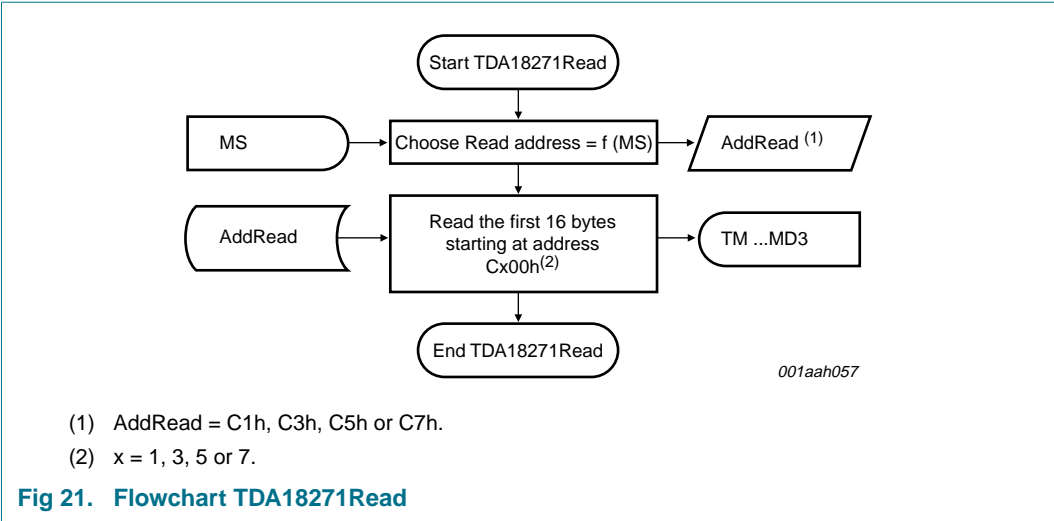 Start TDA18271Read
MS
Choose Read address = f (MS)
AddRead (1)
AddRead
Read the first 16 bytes
starting at address
Cx00h(2)
TM ...MD3
End TDA18271Read
001aah057
(1) AddRead = C1h, C3h, C5h or C7h.
(2) x = 1, 3, 5 or 7.
Fig 21. Flowchart TDA18271Read